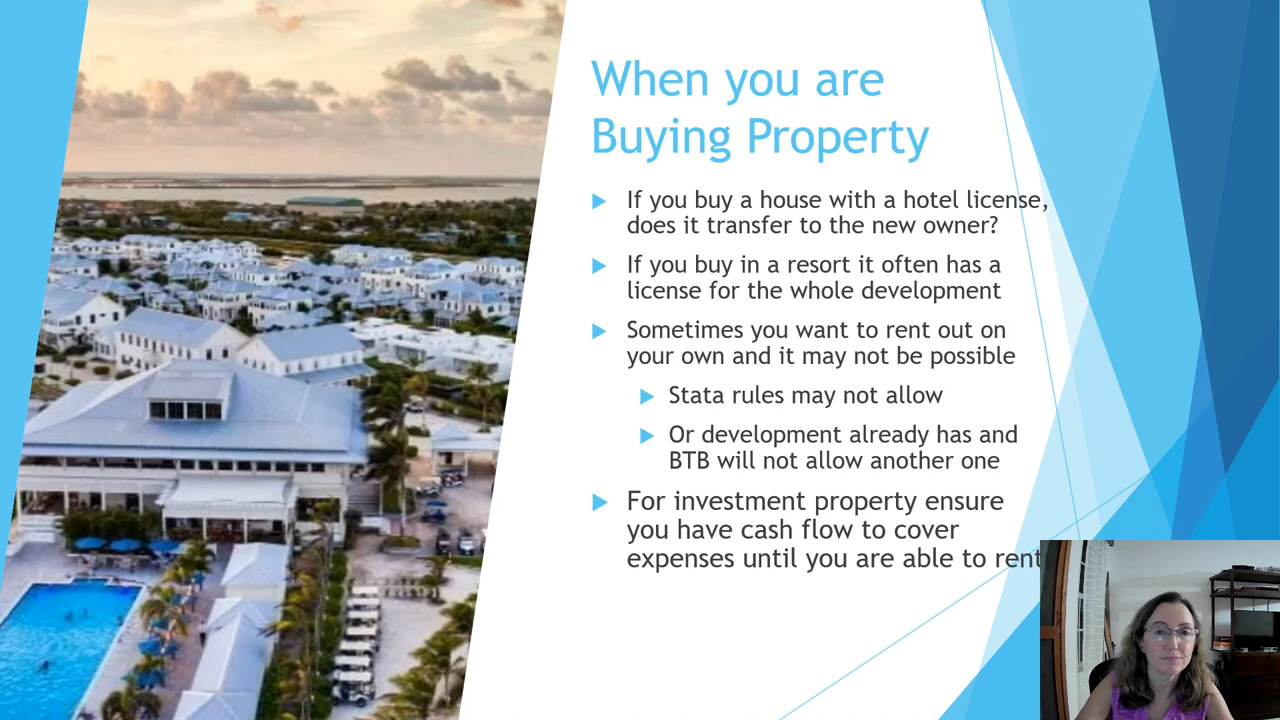 When you are
Buying Property
If you buy a house with a hotel license,
does it transfer to the new owner?
If you buy in a resort it often has a
license for the whole development
Sometimes you want to rent out on
your own and it may not be possible
Stata rules may not allow
Or development already has and
BTB will not allow another one
For investment property ensure
you have cash flow to cover
expenses until you are able to rent